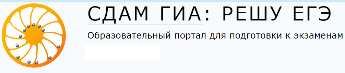 СДАМ ГИА: РЕШУ ЕГЭ
Образовательный портал для подготовки к экзаменам